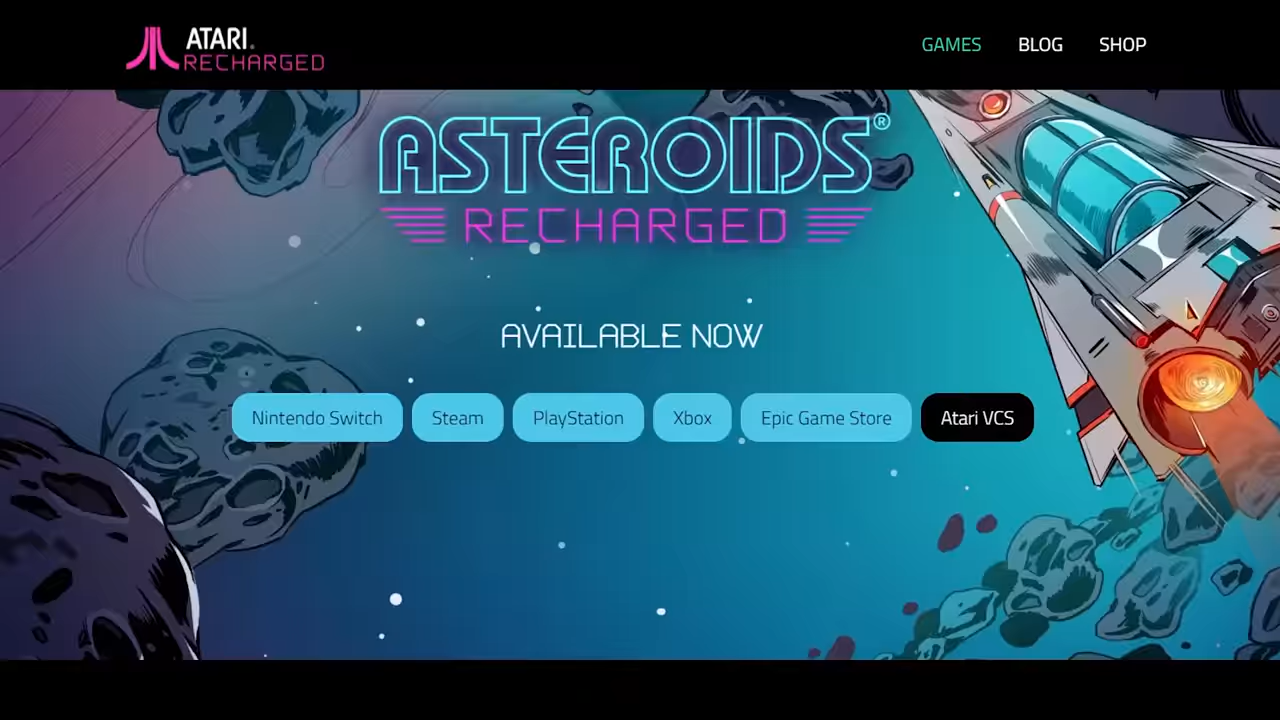 ATARI®
RECHARGED
GAMES BLOG SHOP
ASTEROIDS®
RECHARGED
AVAILABLE NOW
Nintendo Switch Steam PlayStation Xbox Epic Game Store Atari VCS